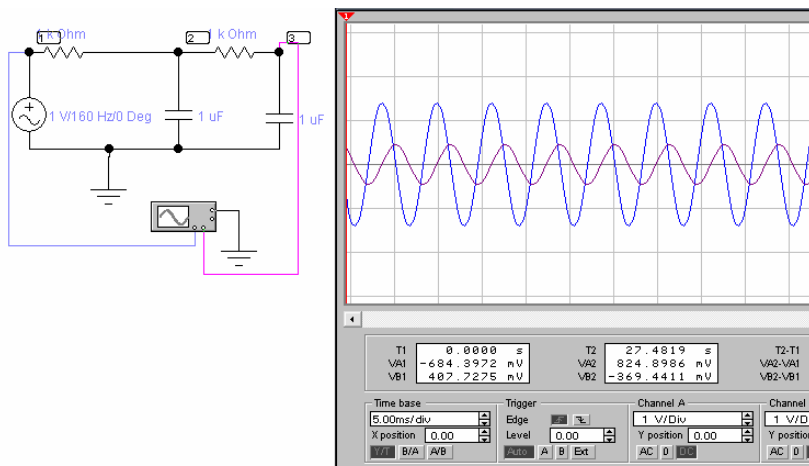 1
1 k Ohm
2
1 k Ohm
3
1 V/160 Hz/0 Deg
1 uF
1 uF
1
T1 0.0000 s
VA1 -684.3972 mV
VB1 407.7275 mV
T2 27.4819 s
VA2 824.8986 mV
VB2 -369.4411 mV
T2-T1
VA2-VA1
VB2-VB1
Time base
5.00ms/div
X position 0.00
Y/T B/A A/B
Trigger
Edge
Level 0.00
Auto A B Ext
Channel A
1 V/Div
Y position 0.00
AC 0 DC
Channel
1 V/D
Y position
AC 0